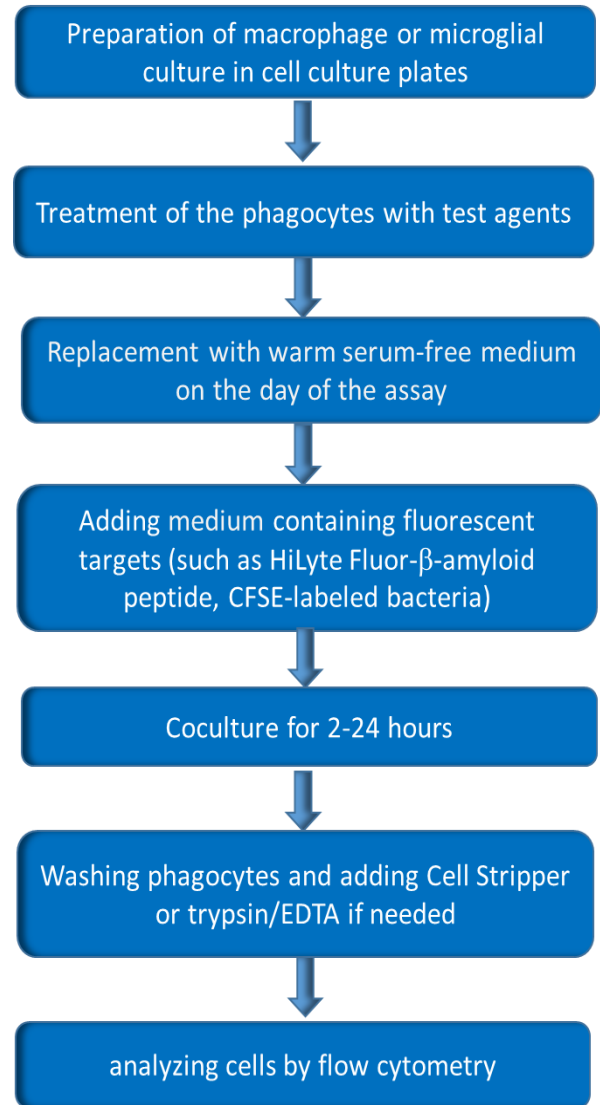 Preparation of macrophage or microglial
culture in cell culture plates
Treatment of the phagocytes with test agents
Replacement with warm serum-free medium
on the day of the assay
Adding medium containing fluorescent
targets (such as HiLyte Fluor-β-amyloid
peptide, CFSE-labeled bacteria)
Coculture for 2-24 hours
Washing phagocytes and adding Cell Stripper
or trypsin/EDTA if needed
analyzing cells by flow cytometry